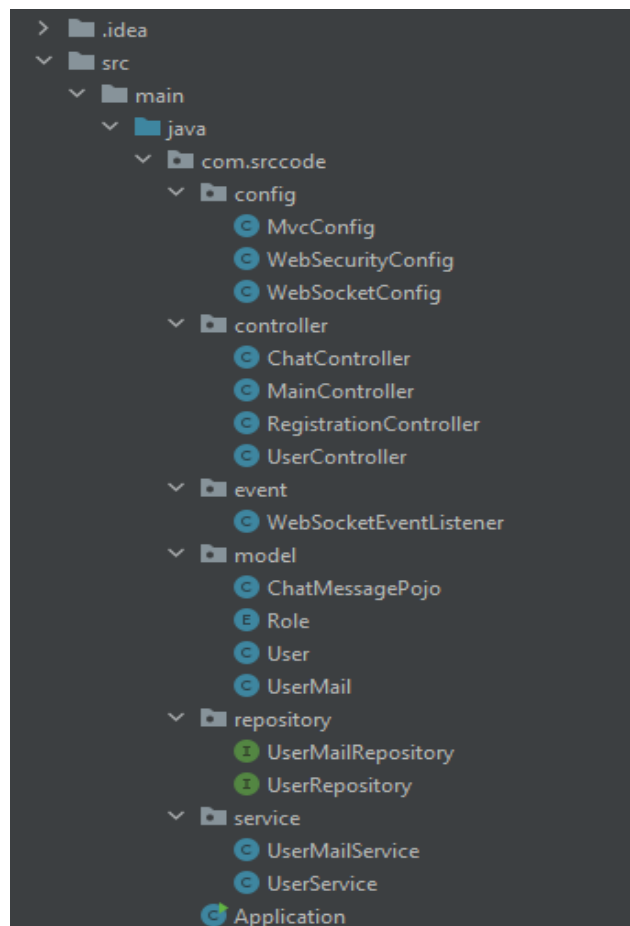 .idea
src
main
java
com.srccode
config
C MvcConfig
C WebSecurityConfig
C WebSocketConfig
controller
C ChatController
C MainController
C RegistrationController
C UserController
event
C WebSocketEventListener
model
C ChatMessagePojo
E Role
C User
C UserMail
repository
I UserMailRepository
I UserRepository
service
C UserMailService
C UserService
C Application